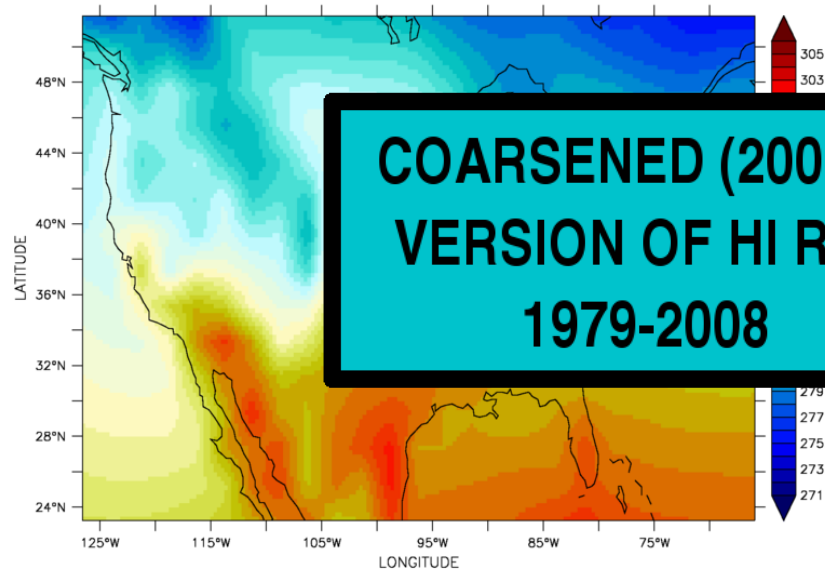 305
303
48°N
44°N
40°N
36°N
32°N
28°N
24°N
LATITUDE
COARSENED (200
VERSION OF HI R
1979-2008
279
277
275
273
271
125°W
115°W
105°W
95°W
85°W
75°W
LONGITUDE